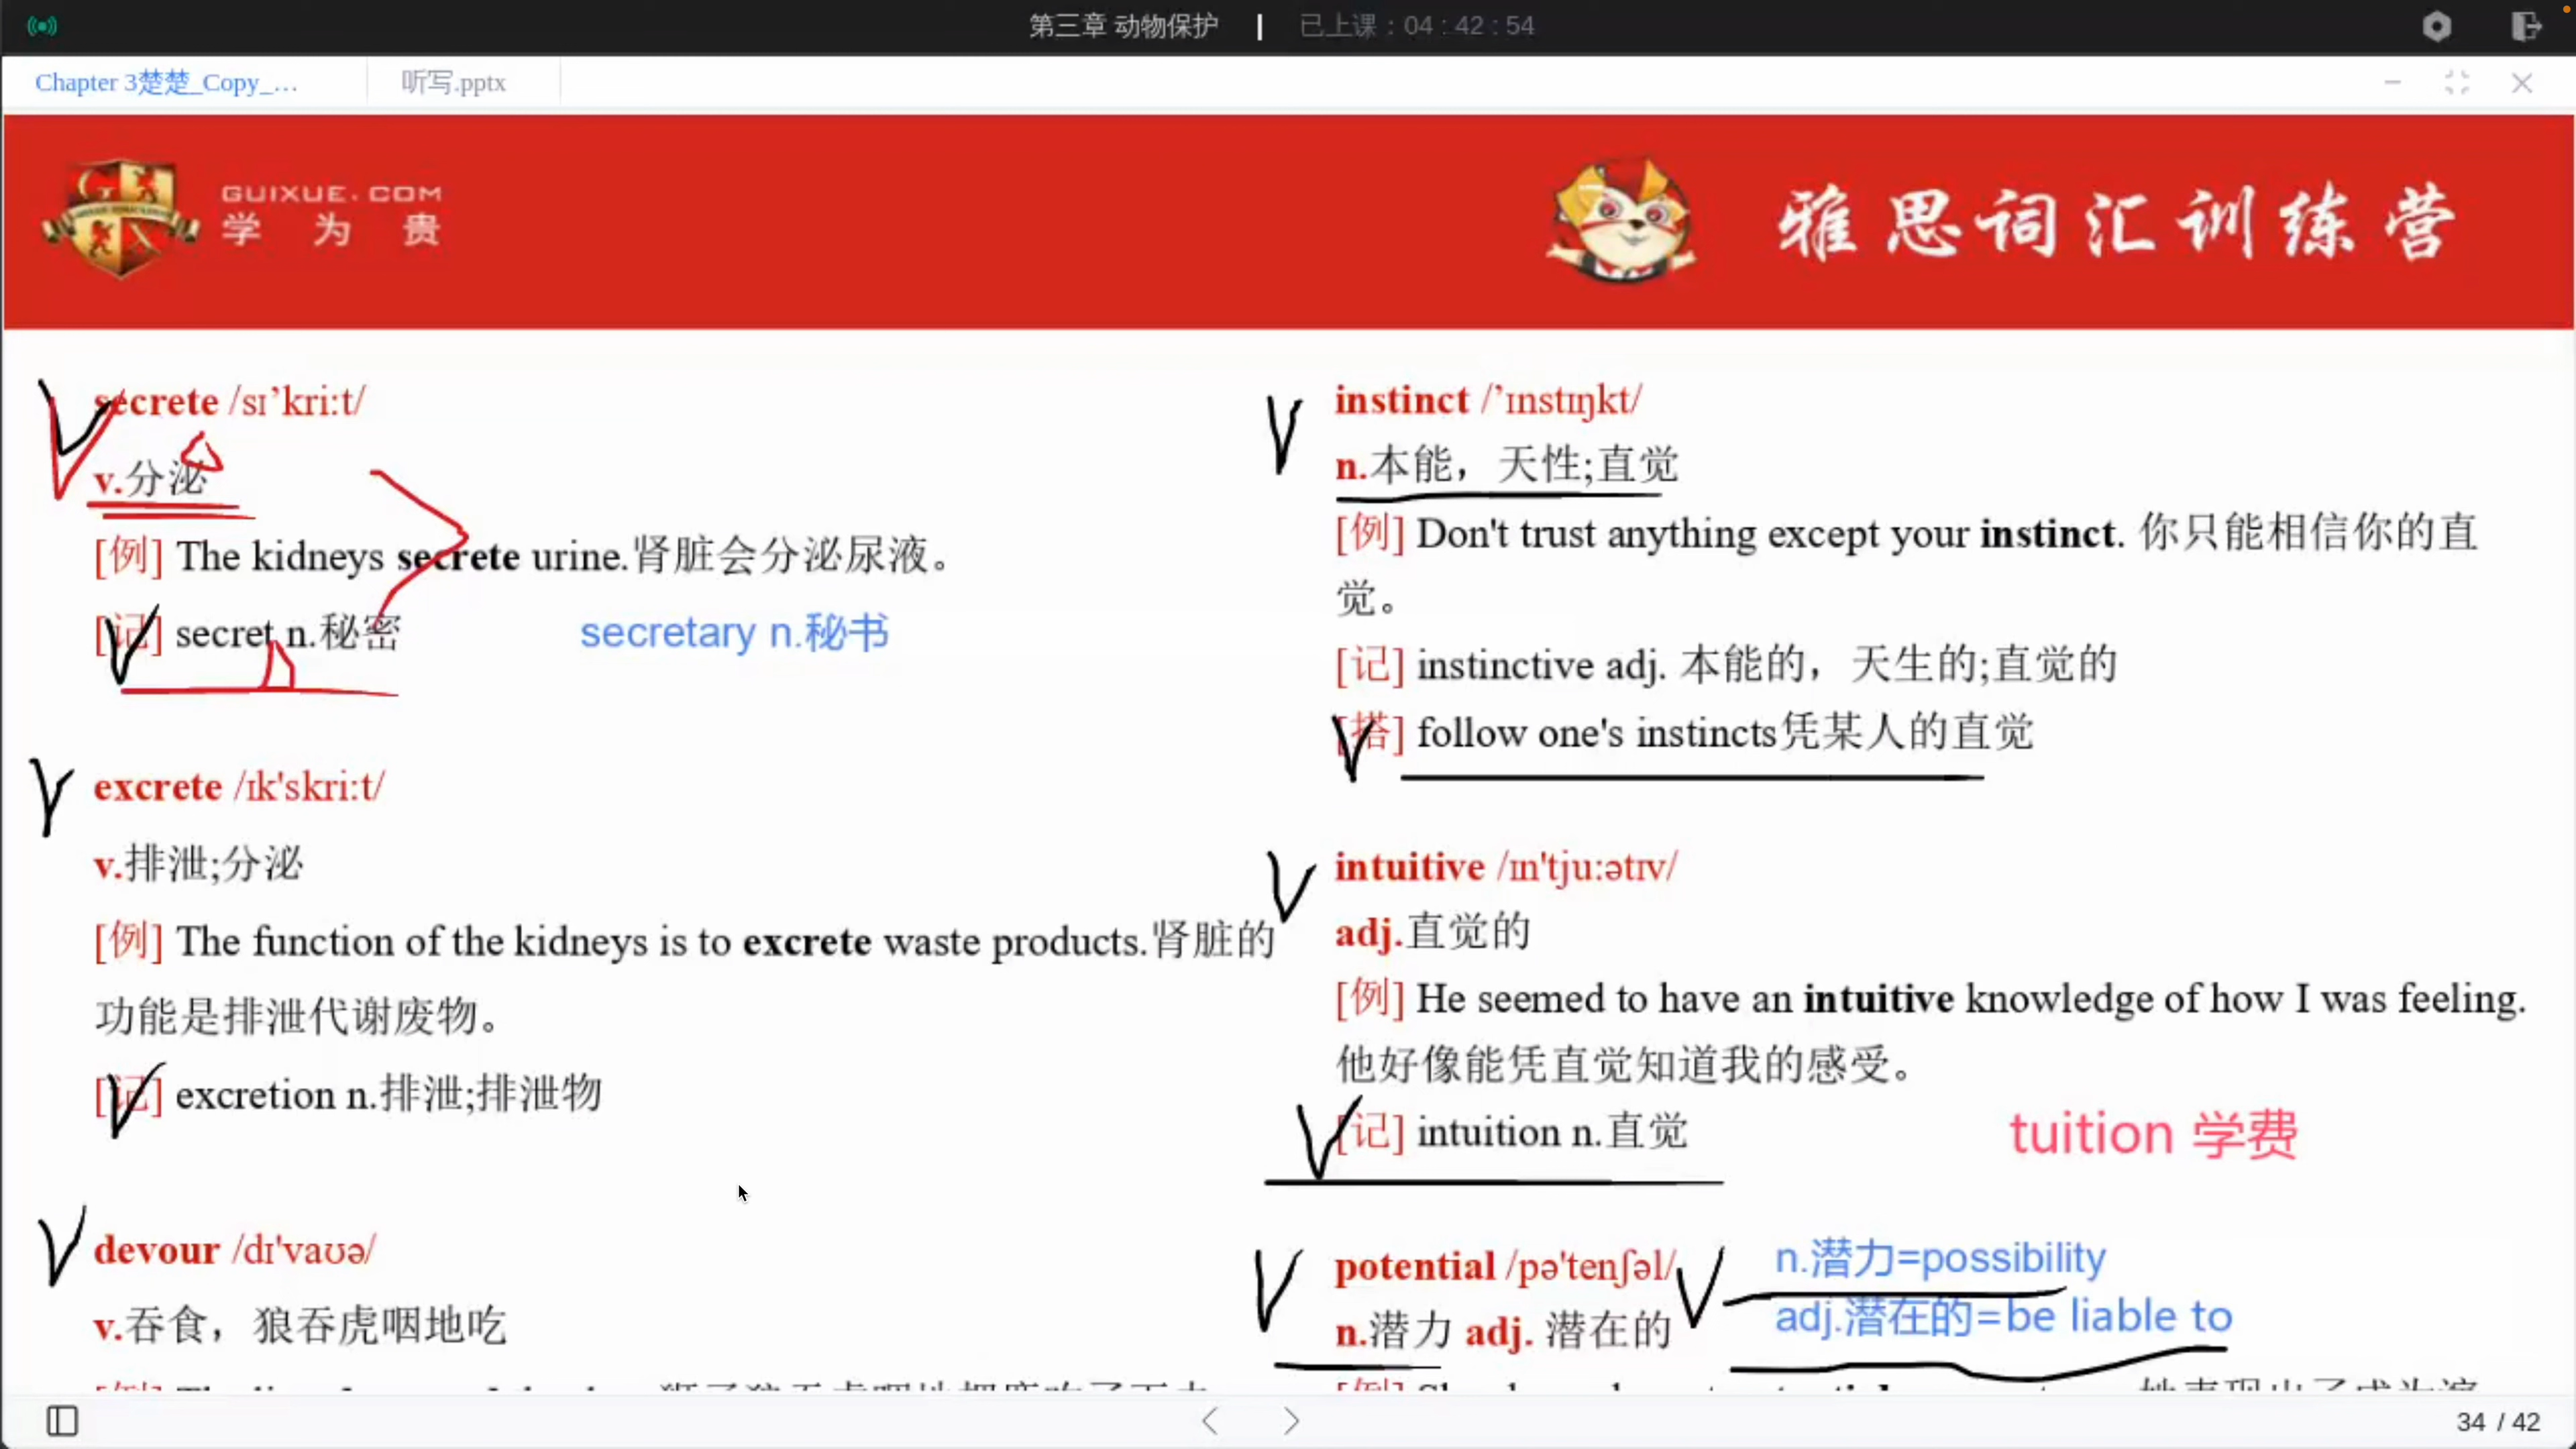 第三章 动物保护 | 已上课：04 : 42 : 54
Chapter 3楚楚_Copy_… 听写.pptx
GUIXUE.COM
学为贵
雅思词汇训练营
secrete /sɪ’kri:t/
v.分泌
[例] The kidneys secrete urine.肾脏会分泌尿液。
[记] secret n.秘密
secretary n.秘书
excrete /ɪk'skri:t/
v.排泄;分泌
[例] The function of the kidneys is to excrete waste products.肾脏的
功能是排泄代谢废物。
[记] excretion n.排泄;排泄物
devour /dɪ'vaʊə/
v.吞食，狼吞虎咽地吃
instinct /’ɪnstɪŋkt/
n.本能，天性;直觉
[例] Don't trust anything except your instinct. 你只能相信你的直
觉。
[记] instinctive adj. 本能的，天生的;直觉的
[搭] follow one's instincts凭某人的直觉
intuitive /ɪn'tju:ətɪv/
adj.直觉的
[例] He seemed to have an intuitive knowledge of how I was feeling.
他好像能凭直觉知道我的感受。
[记] intuition n.直觉
tuition 学费
potential /pə'tenʃəl/
n.潜力 adj. 潜在的
n.潜力=possibility
adj.潜在的=be liable to
34 / 42